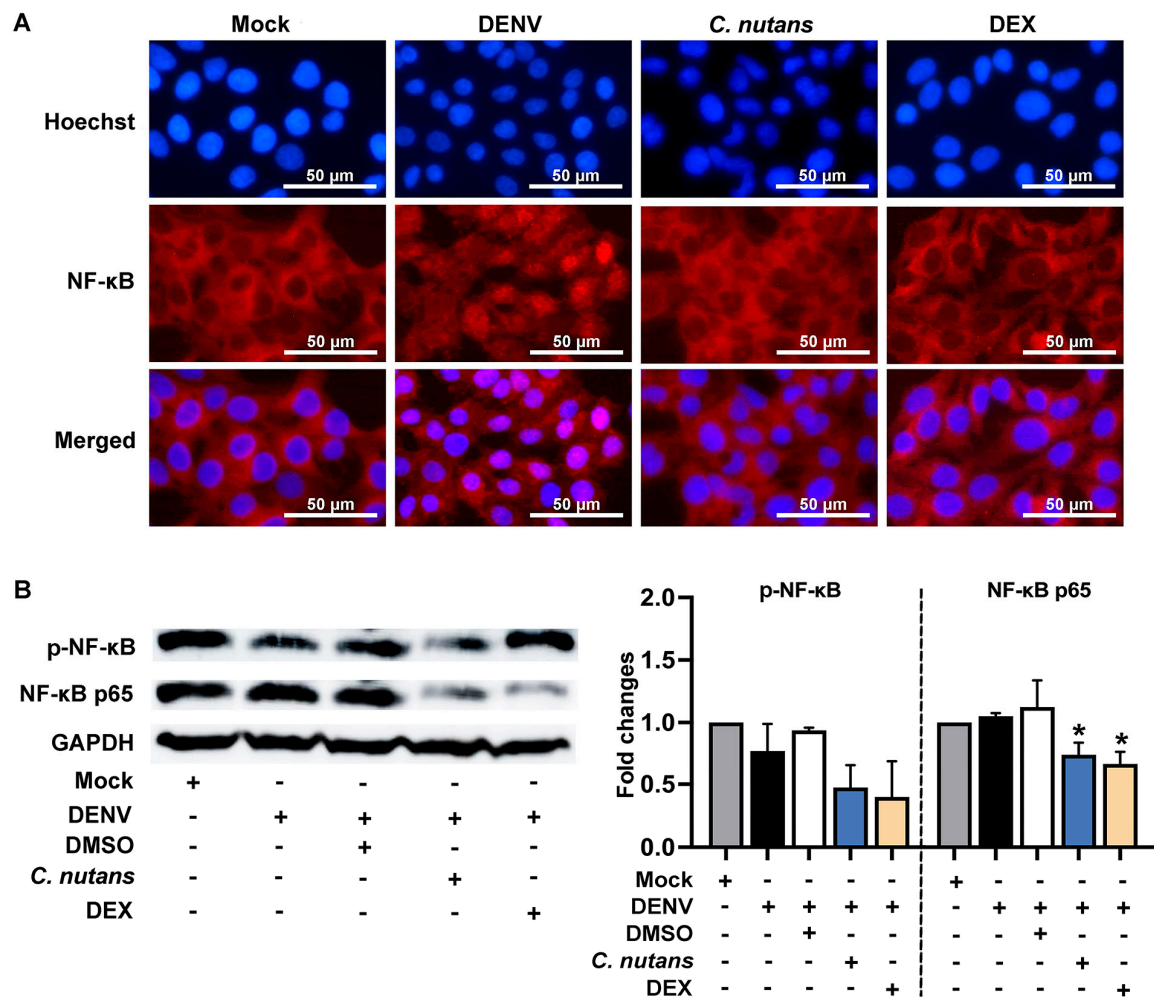 A
Mock DENV C. nutans DEX
Hoechst
50 µm 50 µm 50 µm 50 µm
NF-κB
50 µm 50 µm 50 µm 50 µm
Merged
50 µm 50 µm 50 µm 50 µm
B
p-NF-κB
NF-κB p65
GAPDH
Mock + - - - -
DENV - + + + +
DMSO - - + - -
C. nutans - - - + -
DEX - - - - +
p-NF-κB NF-κB p65
Fold changes
2.0
1.5
1.0
0.5
0.0
* *
Mock + - - - - + - - - -
DENV - + + + + - + + + +
DMSO - - + - - - - + - -
C. nutans - - - + - - - - + -
DEX - - - - + - - - - +